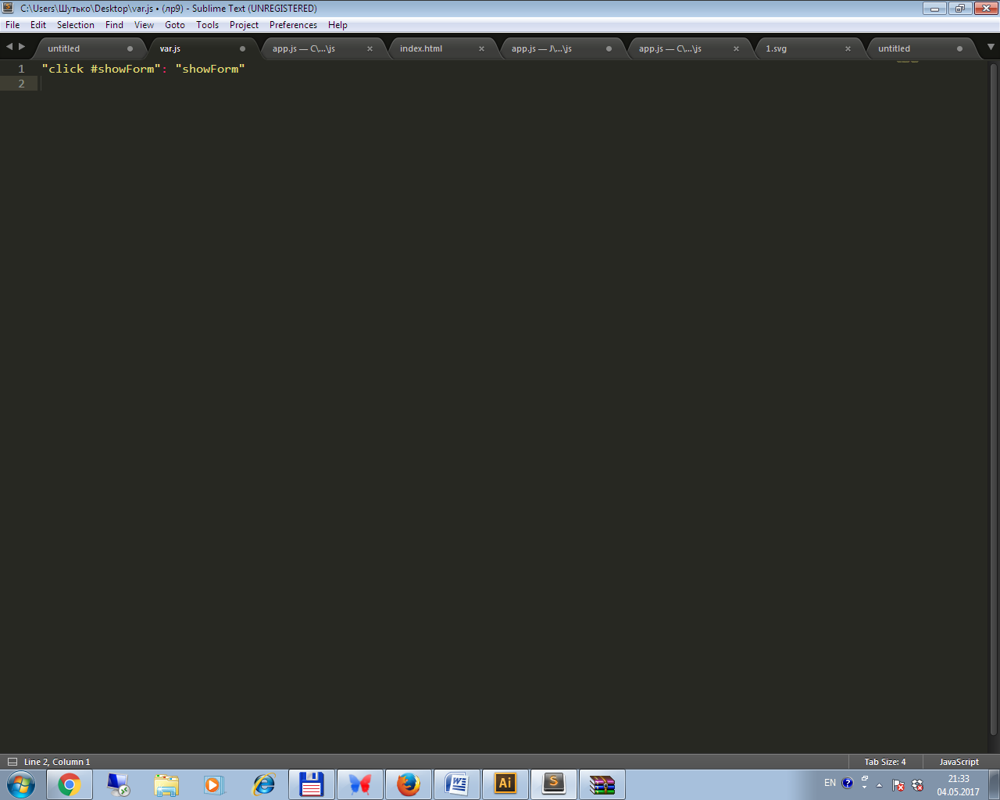 C:\Users\Шутько\Desktop\var.js • (лр9) - Sublime Text (UNREGISTERED)
File Edit Selection Find View Goto Tools Project Preferences Help
untitled var.js app.js — C\...\js index.html app.js — J\...\js app.js — C\...\js 1.svg untitled
1 "click #showForm": "showForm"
2
Line 2, Column 1 Tab Size: 4 JavaScript
Ai S EN 21:33
04.05.2017